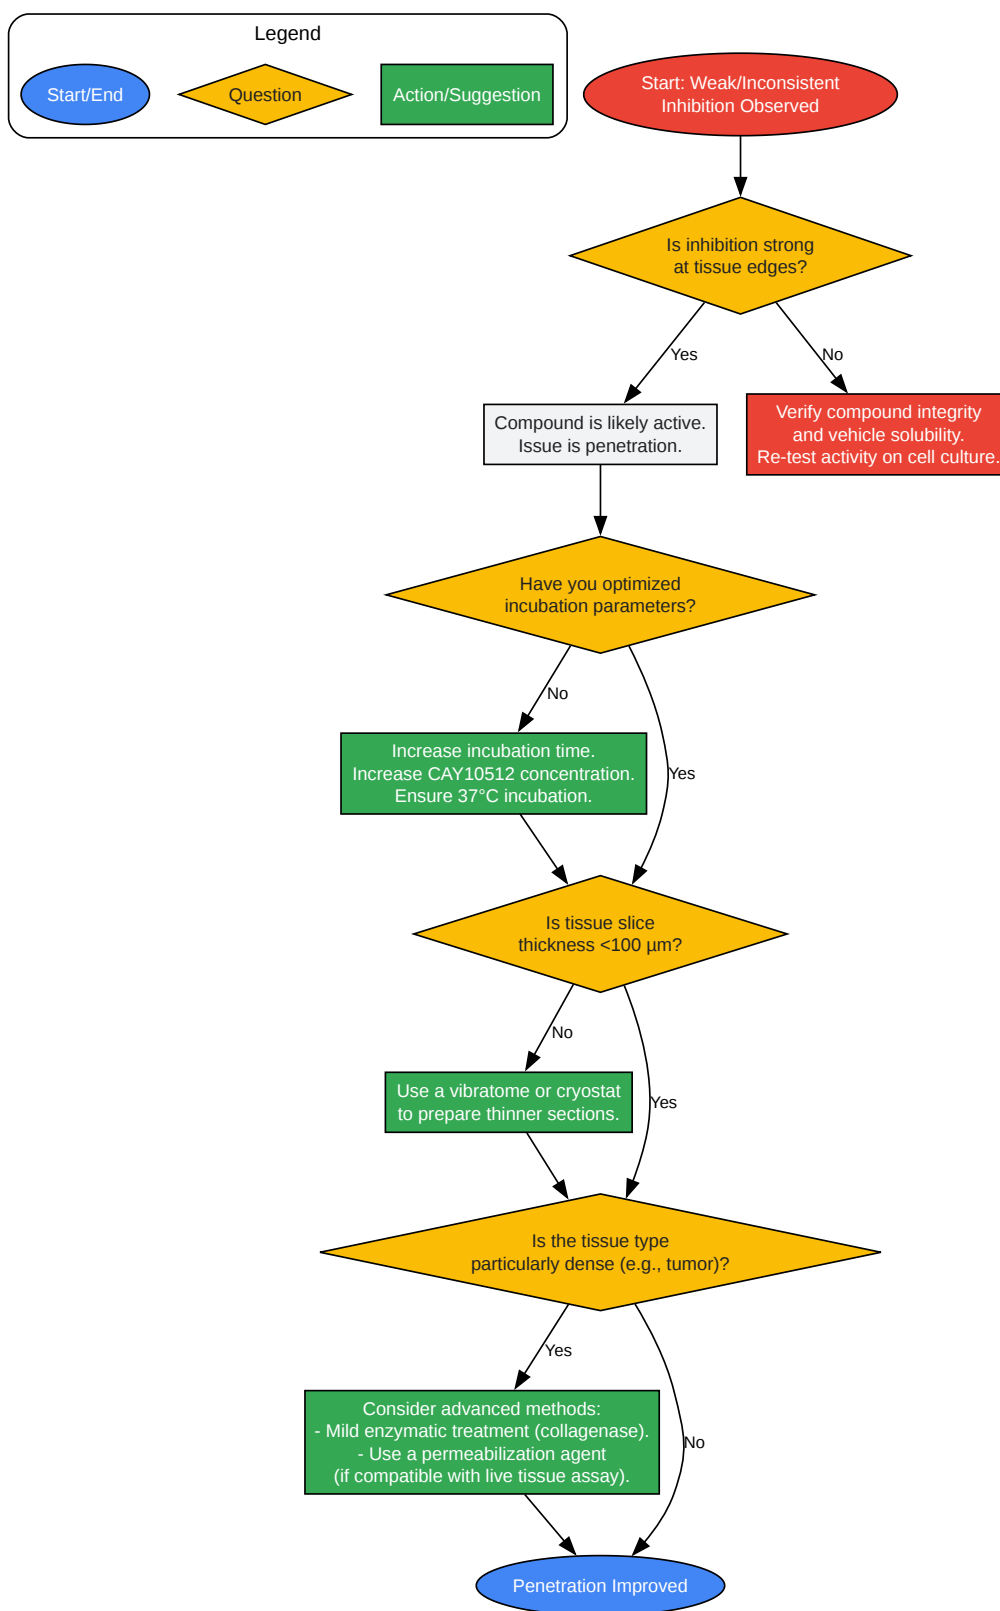 Legend
Start/End
Question
Action/Suggestion
Start: Weak/Inconsistent
Inhibition Observed
Is inhibition strong
at tissue edges?
Yes
No
Compound is likely active.
Issue is penetration.
Verify compound integrity
and vehicle solubility.
Re-test activity on cell culture.
Have you optimized
incubation parameters?
No
Increase incubation time.
Increase CAY10512 concentration.
Ensure 37°C incubation.
Yes
Is tissue slice
thickness <100 µm?
No
Use a vibratome or cryostat
to prepare thinner sections.
Yes
Is the tissue type
particularly dense (e.g., tumor)?
Yes
Consider advanced methods:
- Mild enzymatic treatment (collagenase).
- Use a permeabilization agent
(if compatible with live tissue assay).
No
Penetration Improved